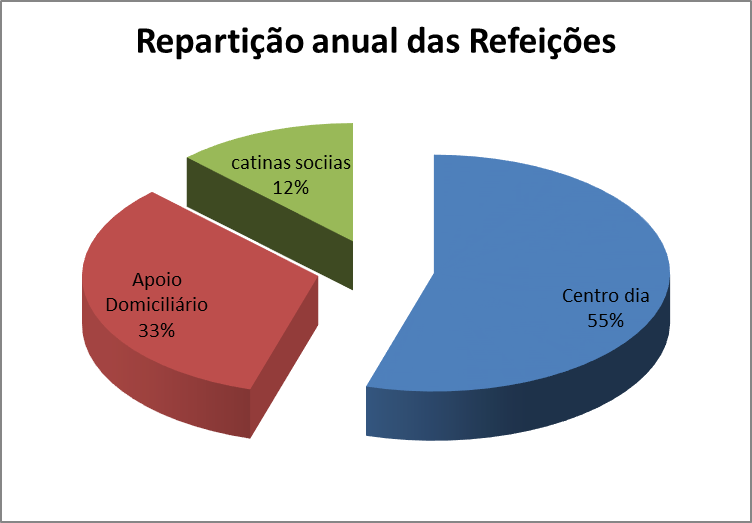 Repartição anual das Refeições
catinas sociias
12%
Apoio
Domiciliário
33%
Centro dia
55%